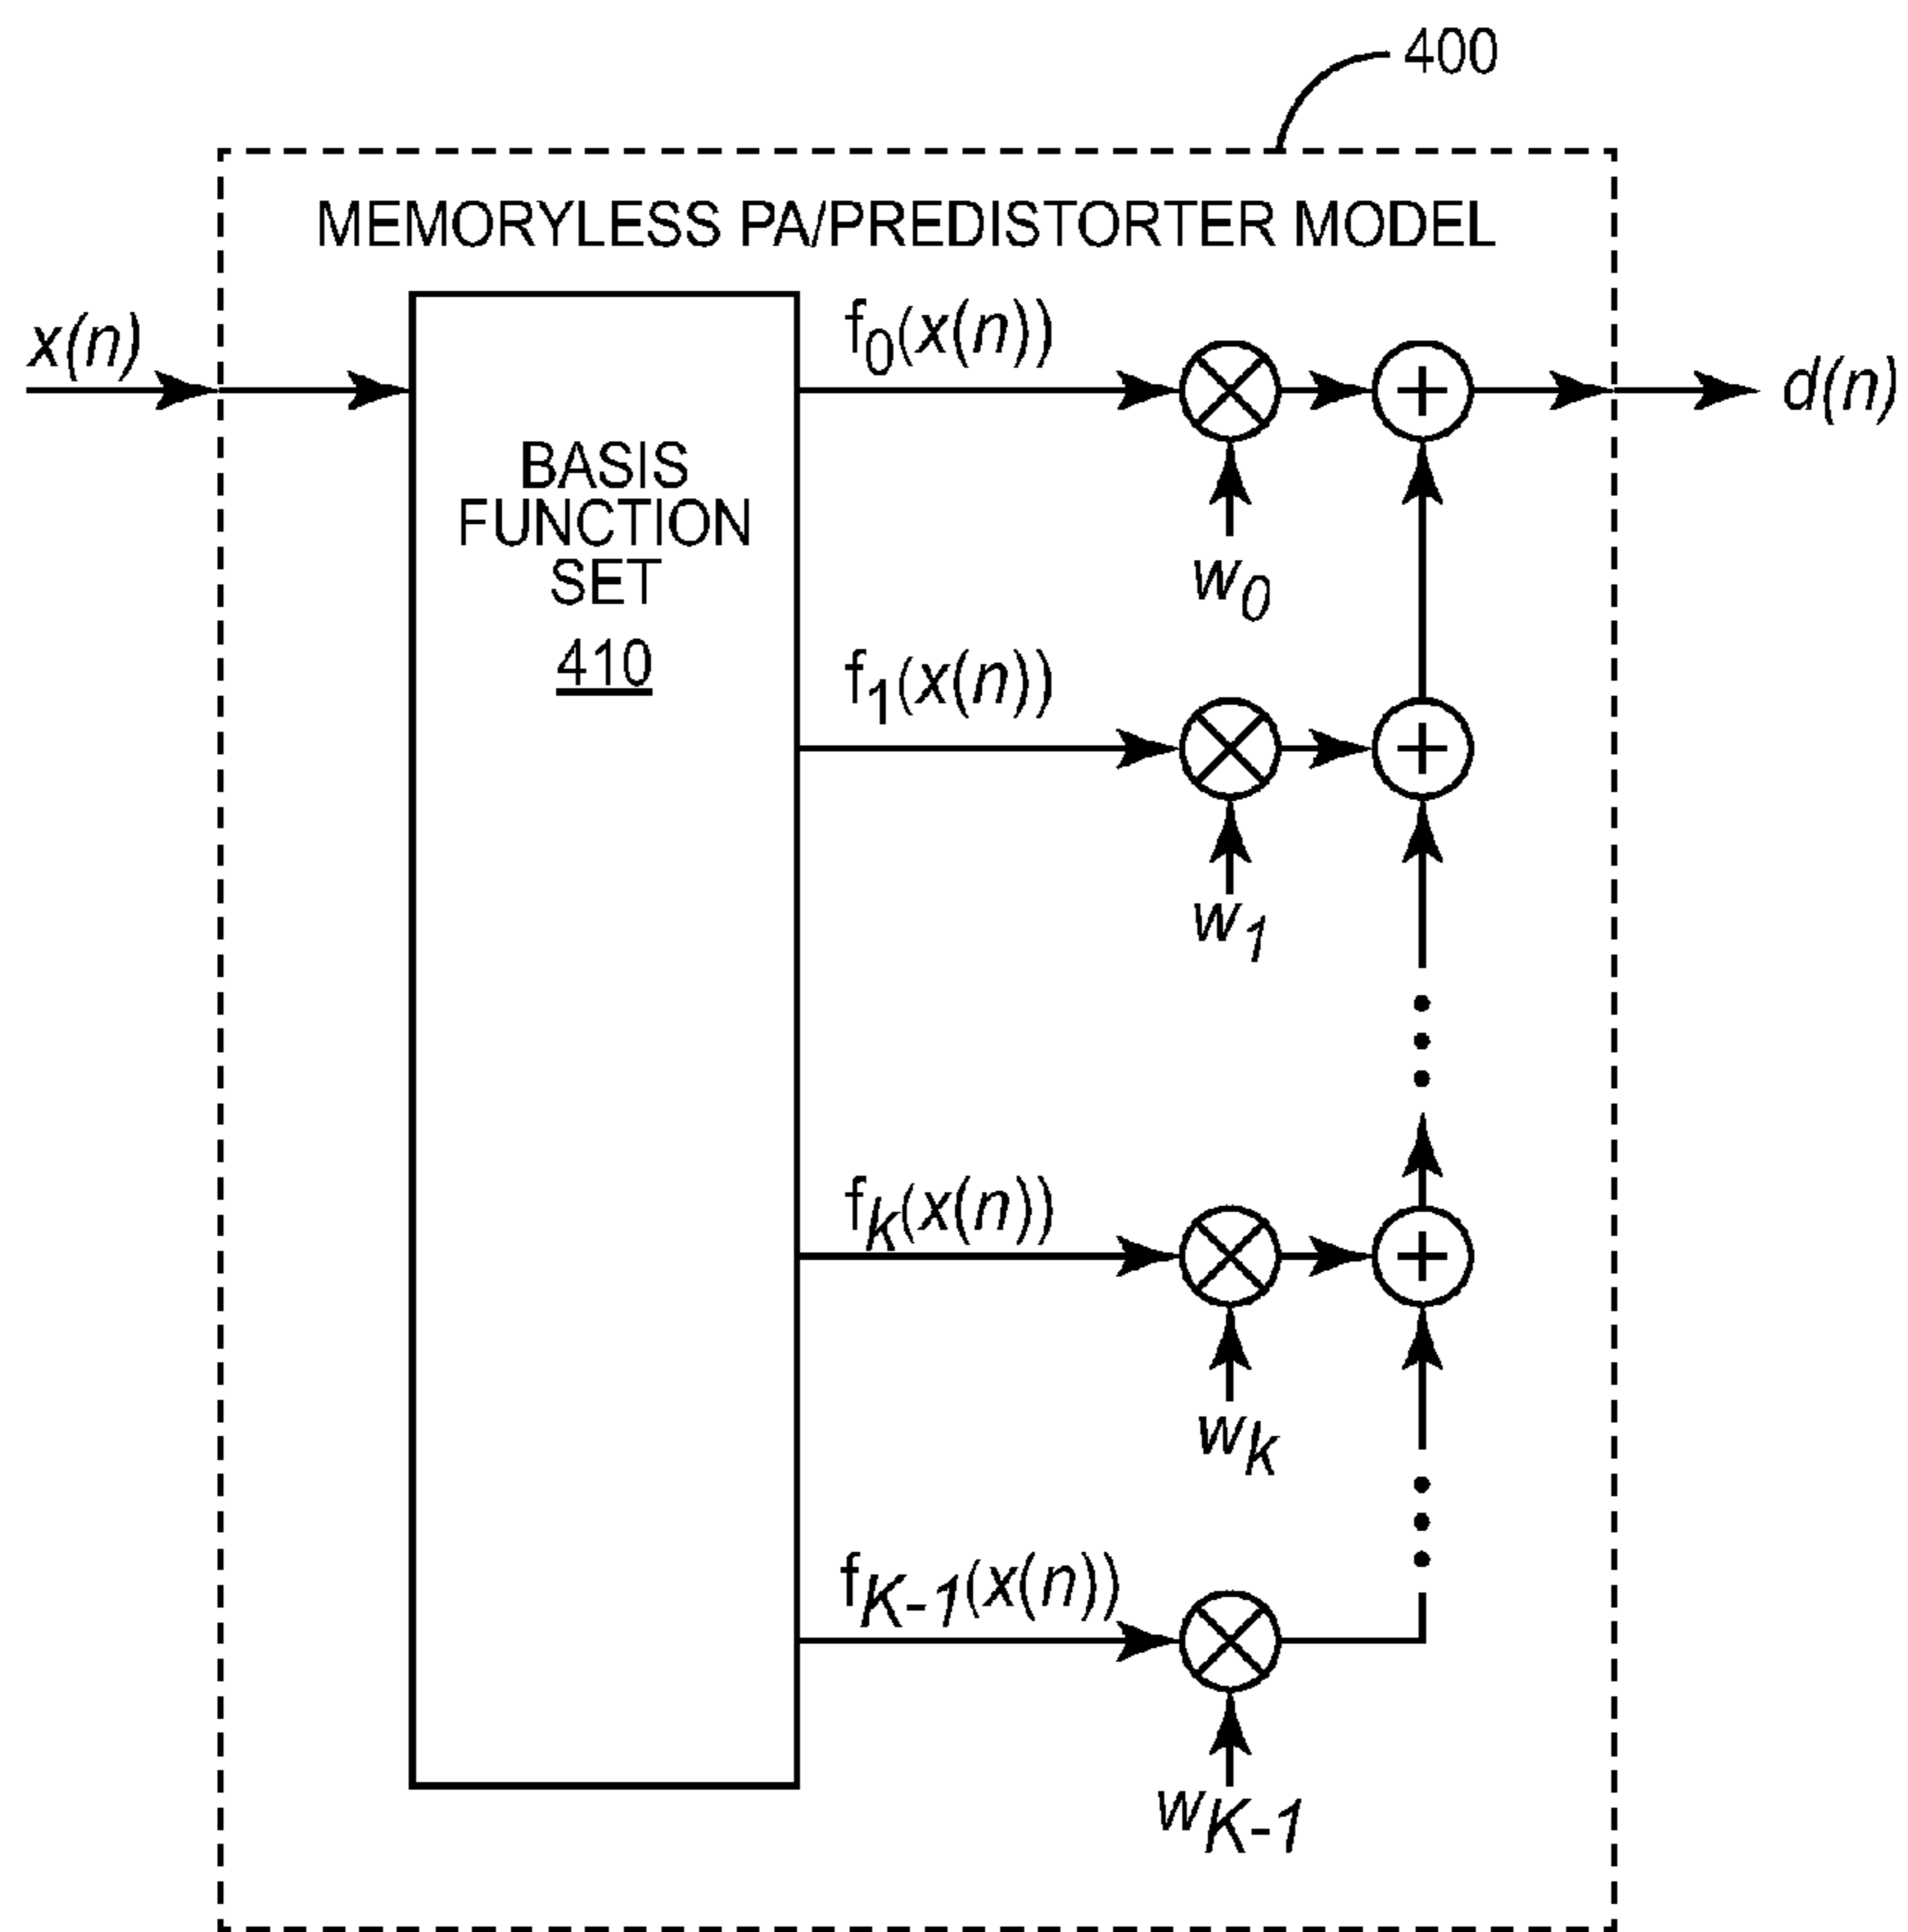 400
MEMORYLESS PA/PREDISTORTER MODEL
x(n)
f0(x(n))
d(n)
BASIS
FUNCTION
SET
410
w0
f1(x(n))
w1
fk(x(n))
wk
fK-1(x(n))
wK-1